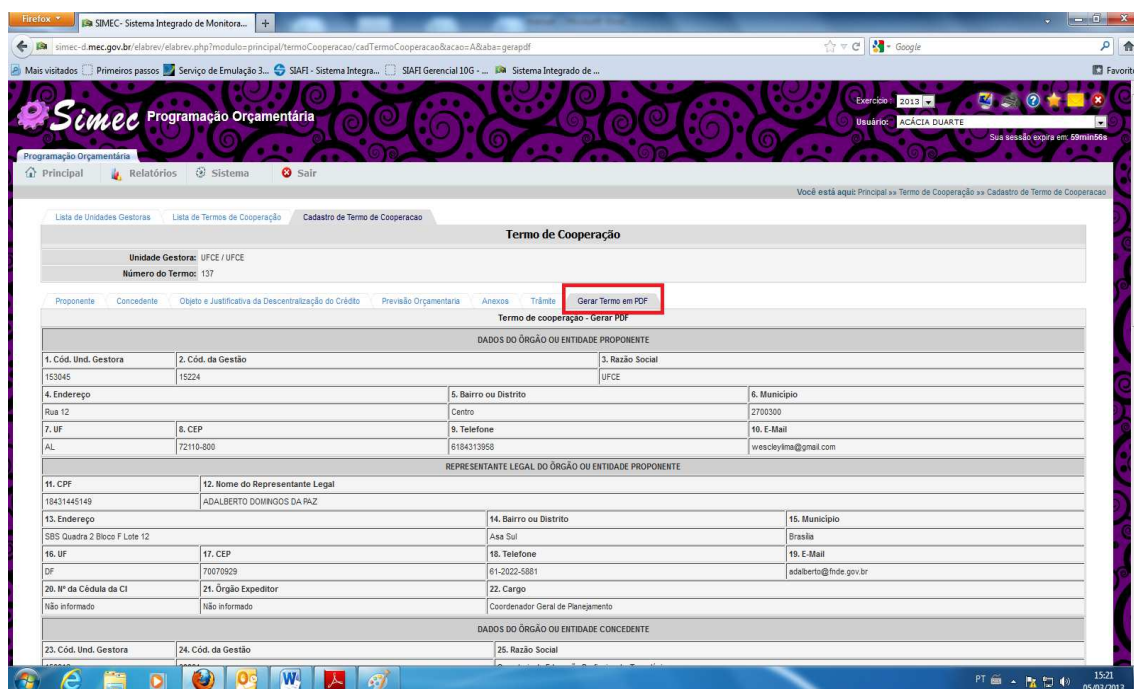 Firefox
SIMEC- Sistema Integrado de Monitora...
simec-d.mec.gov.br/elabrev/elabrev.php?modulo=principal/termoCooperacao/cadTermoCooperacao&acao=A&aba=gerapdf
Google
Mais visitados Primeiros passos Serviço de Emulação 3... SIAFI - Sistema Integra... SIAFI Gerencial 10G - ... Sistema Integrado de ...
Favorit
Simec Programação Orçamentária
Exercício: 2013
Usuário: ACÁCIA DUARTE
Sua sessão expira em: 59min56s
Programação Orçamentária
Principal Relatórios Sistema Sair
Você está aqui: Principal »» Termo de Cooperação »» Cadastro de Termo de Cooperacao
Lista de Unidades Gestoras Lista de Termos de Cooperação Cadastro de Termo de Cooperacao
Termo de Cooperação
Unidade Gestora: UFCE / UFCE
Número do Termo: 137
Proponente Concedente Objeto e Justificativa da Descentralização do Crédito Previsão Orçamentaria Anexos Trâmite Gerar Termo em PDF
Termo de cooperação - Gerar PDF
DADOS DO ÓRGÃO OU ENTIDADE PROPONENTE
1. Cód. Und. Gestora 2. Cód. da Gestão 3. Razão Social
153045 15224 UFCE
4. Endereço 5. Bairro ou Distrito 6. Município
Rua 12 Centro 2700300
7. UF 8. CEP 9. Telefone 10. E-Mail
AL 72110-800 6184313958 wescleylima@gmail.com
REPRESENTANTE LEGAL DO ÓRGÃO OU ENTIDADE PROPONENTE
11. CPF 12. Nome do Representante Legal
18431445149 ADALBERTO DOMINGOS DA PAZ
13. Endereço 14. Bairro ou Distrito 15. Município
SBS Quadra 2 Bloco F Lote 12 Asa Sul Brasília
16. UF 17. CEP 18. Telefone 19. E-Mail
DF 70070929 61-2022-5881 adalberto@fnde.gov.br
20. Nº da Cédula da CI 21. Órgão Expeditor 22. Cargo
Não informado Não informado Coordenador Geral de Planejamento
DADOS DO ÓRGÃO OU ENTIDADE CONCEDENTE
23. Cód. Und. Gestora 24. Cód. da Gestão 25. Razão Social
PT 15:21
05/03/2013